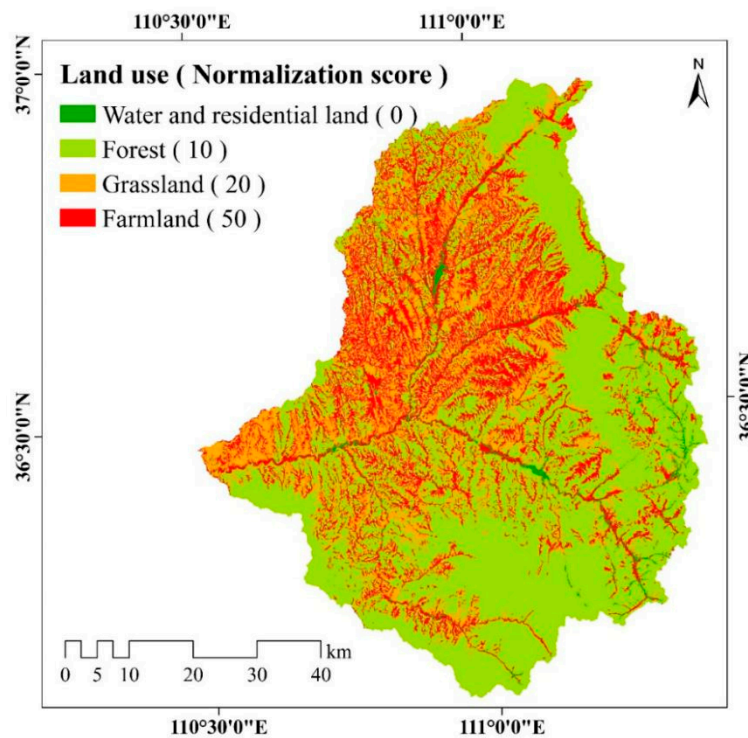 110°30'0"E 111°0'0"E
37°0'0"N
Land use ( Normalization score )
N
Water and residential land ( 0 )
Forest ( 10 )
Grassland ( 20 )
Farmland ( 50 )
36°30'0"N
36°30'0"N
km
0 5 10 20 30 40
110°30'0"E 111°0'0"E